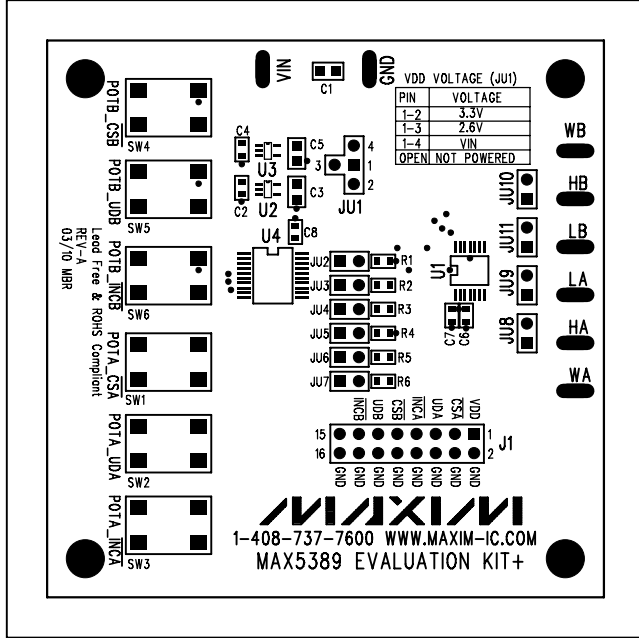 POTB_CSB
VIN
GND
C1
VDD VOLTAGE (JU1)
PIN VOLTAGE
1-2 3.3V
1-3 2.6V
1-4 VIN
OPEN NOT POWERED
SW4
C4
C5
U3
4
3 1
2
JU1
C2
U2
C3
WB
POTB_UDB
SW5
JU10
HB
U4
C8
JU11
LB
Lead Free & ROHS Compliant
REV-A
03/10 MBR
POTB_INCB
SW6
U1
JU9
LA
JU2 R1
JU3 R2
JU4 R3
JU5 R4
JU6 R5
JU7 R6
C7
C6
JU8
HA
POTA_CSA
SW1
WA
INCB UDB CSB INCA UDA CSA VDD
15 1
16 2
J1
GND GND GND GND GND GND GND GND
POTA_UDA
SW2
POTA_INCA
SW3
MAXIM
1-408-737-7600 WWW.MAXIM-IC.COM
MAX5389 EVALUATION KIT+